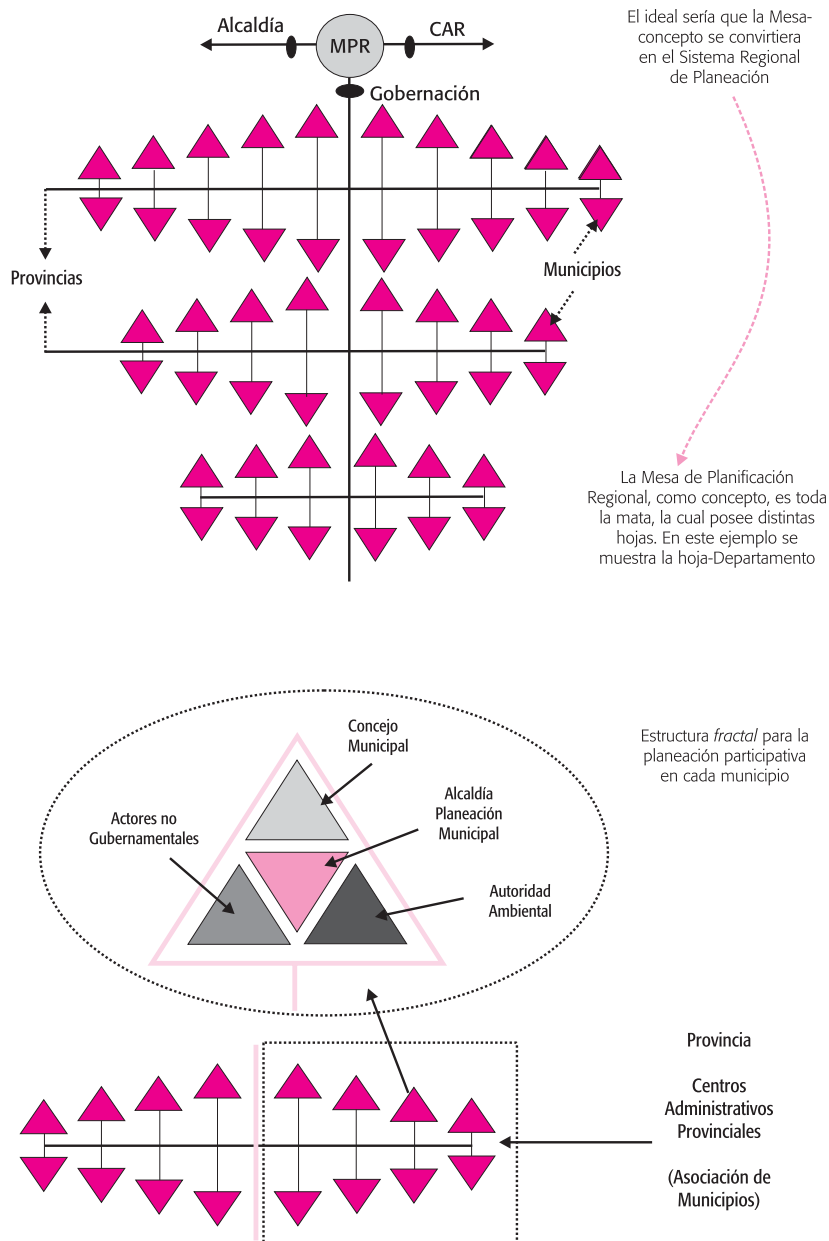 Alcaldía
MPR
CAR
Gobernación
El ideal sería que la Mesa-
concepto se convirtiera
en el Sistema Regional
de Planeación
Provincias
Municipios
La Mesa de Planificación
Regional, como concepto, es toda
la mata, la cual posee distintas
hojas. En este ejemplo se
muestra la hoja-Departamento
Estructura fractal para la
planeación participativa
en cada municipio
Concejo
Municipal
Actores no
Gubernamentales
Alcaldía
Planeación
Municipal
Autoridad
Ambiental
Provincia
Centros
Administrativos
Provinciales
(Asociación de
Municipios)